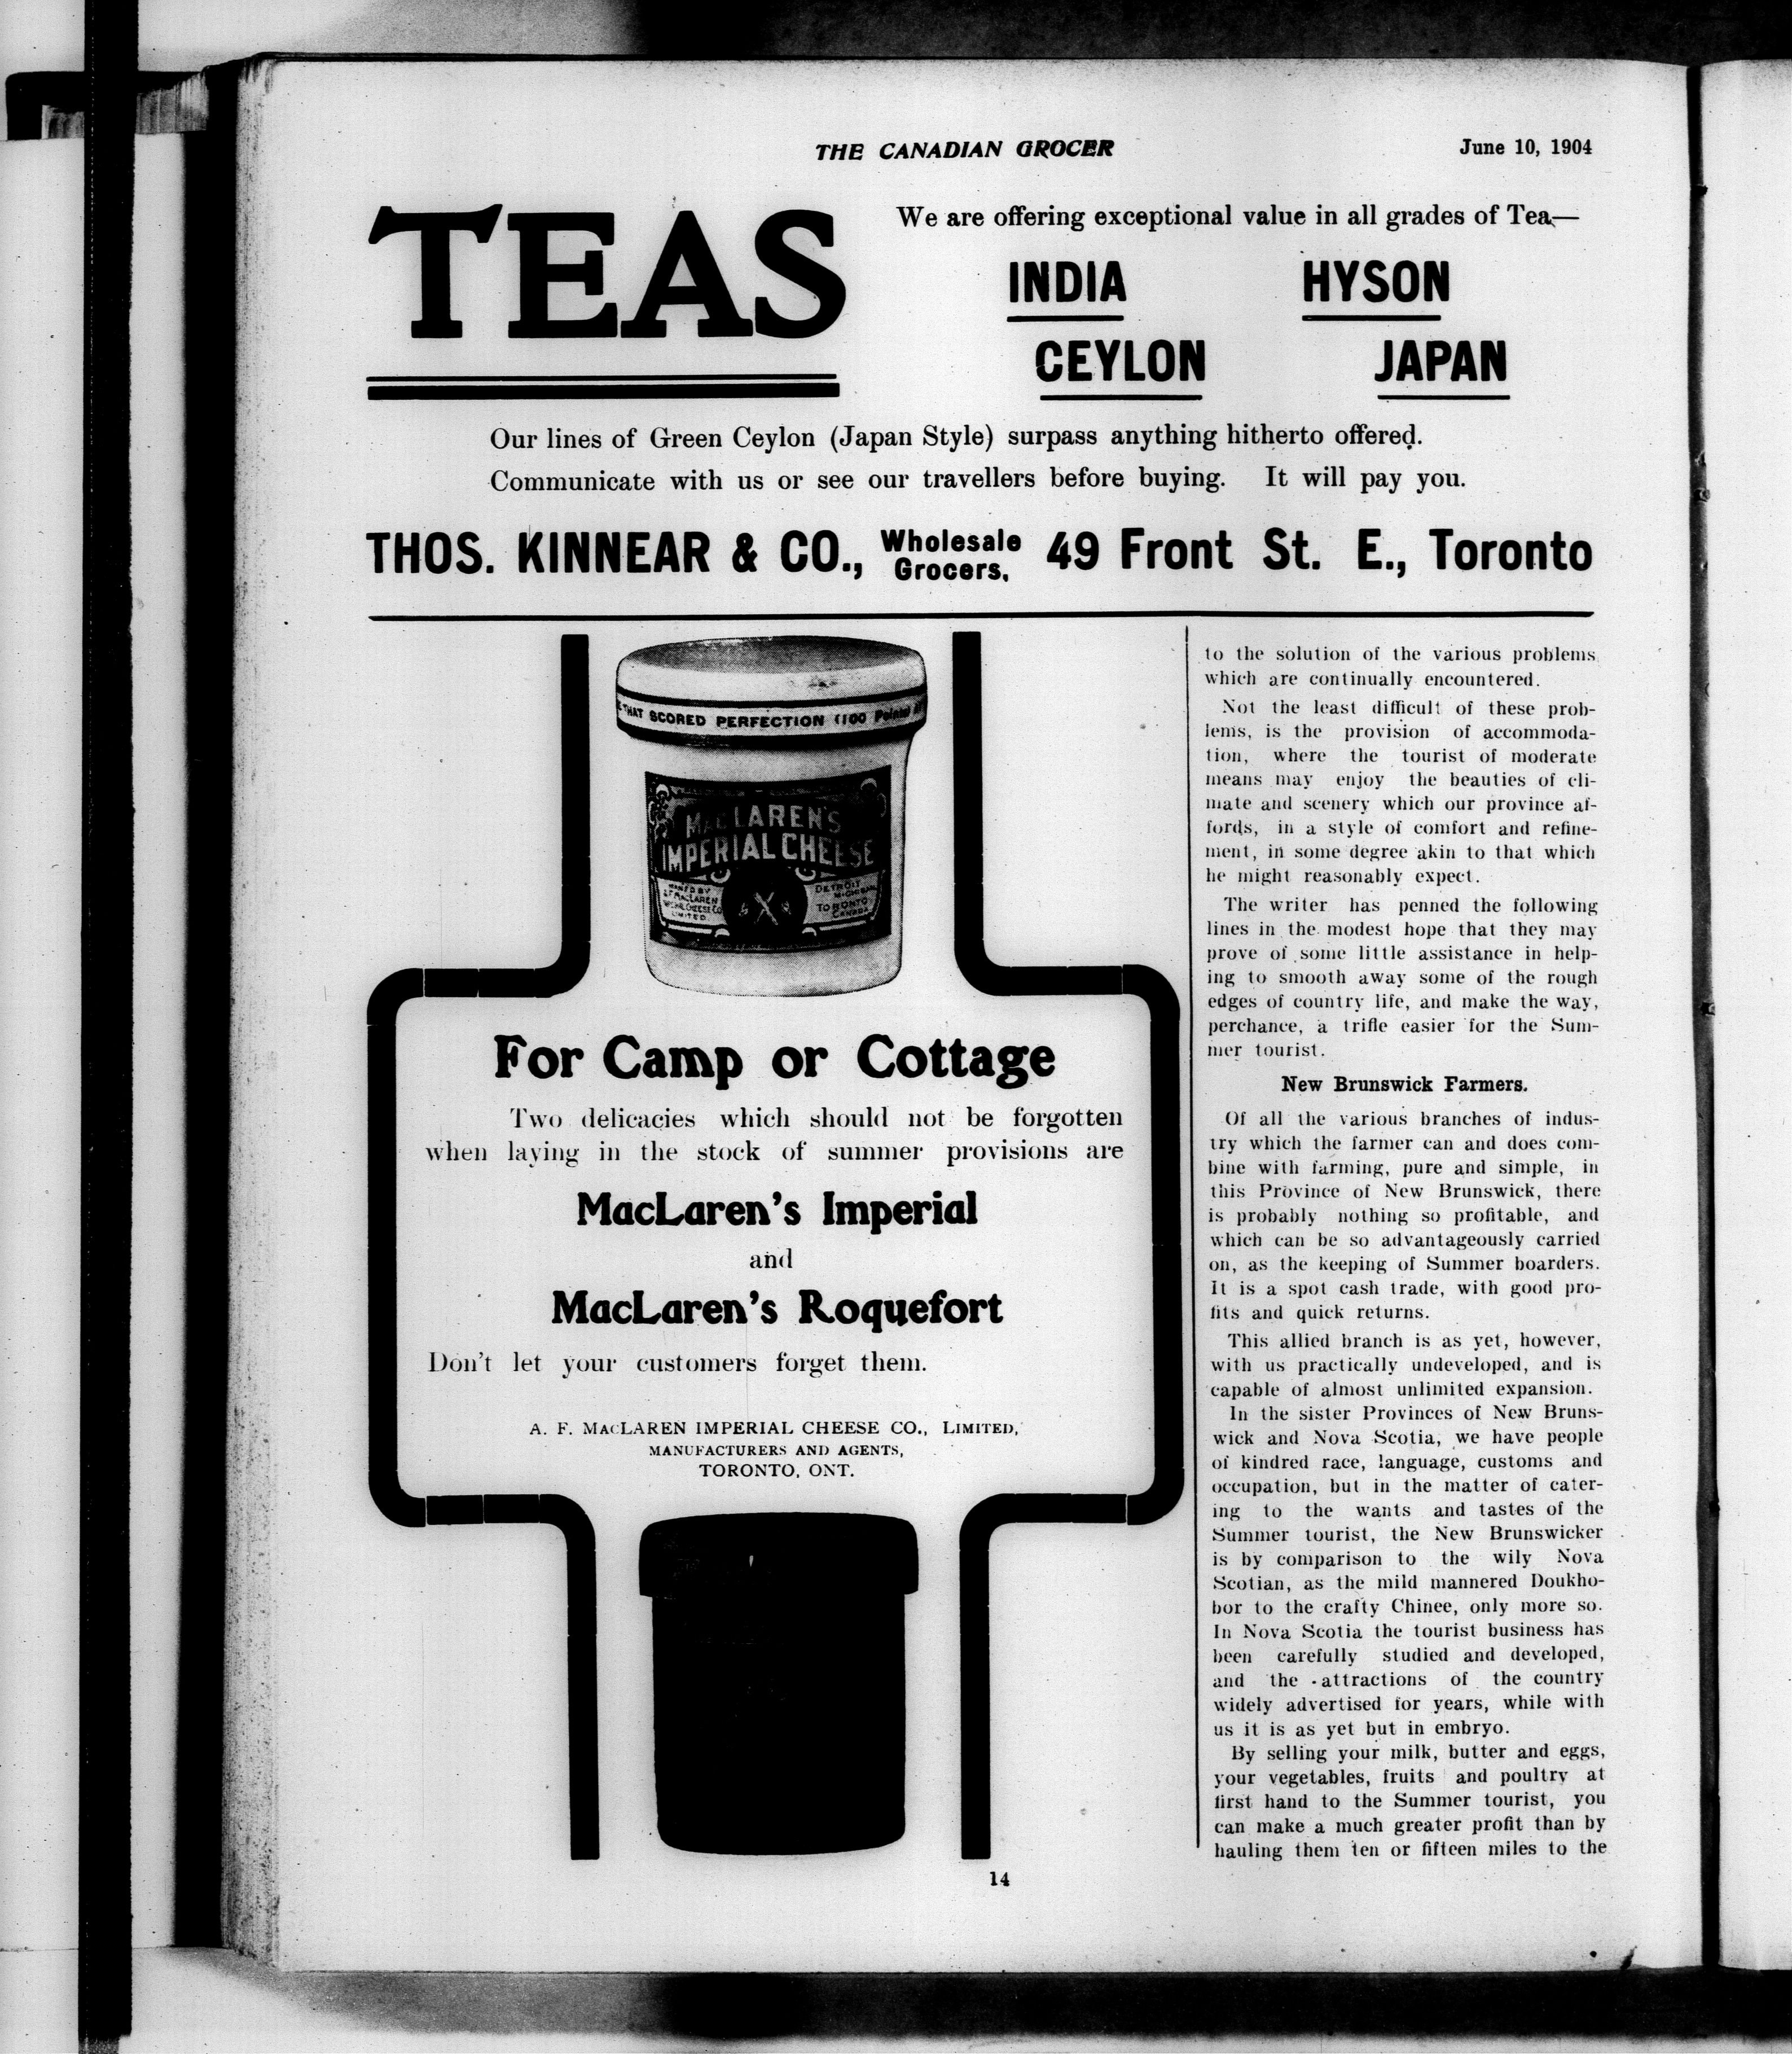 THE CANADIAN GROCER
June 10, 1904
TEAS
We are offering exceptional value in all grades of Tea—
INDIA HYSON
CEYLON JAPAN
Our lines of Green Ceylon (Japan Style) surpass anything hitherto offered.
Communicate with us or see our travellers before buying. It will pay you.
THOS. KINNEAR & CO., Wholesale Grocers, 49 Front St. E., Toronto
THAT SCORED PERFECTION (100 Points
MACLAREN'S
IMPERIAL CHEESE
MANF'D BY
A.F. MACLAREN
IMPERIAL CHEESE CO
LIMITED
DETROIT
MICHIGAN
TORONTO
CANADA
For Camp or Cottage
Two delicacies which should not be forgotten
when laying in the stock of summer provisions are
MacLaren's Imperial
and
MacLaren's Roquefort
Don't let your customers forget them.
A. F. MACLAREN IMPERIAL CHEESE CO., LIMITED,
MANUFACTURERS AND AGENTS,
TORONTO, ONT.
to the solution of the various problems
which are continually encountered.
Not the least difficult of these prob-
lems, is the provision of accommoda-
tion, where the tourist of moderate
means may enjoy the beauties of cli-
mate and scenery which our province af-
fords, in a style of comfort and refine-
ment, in some degree akin to that which
he might reasonably expect.
The writer has penned the following
lines in the modest hope that they may
prove of some little assistance in help-
ing to smooth away some of the rough
edges of country life, and make the way,
perchance, a trifle easier for the Sum-
mer tourist.
New Brunswick Farmers.
Of all the various branches of indus-
try which the farmer can and does com-
bine with farming, pure and simple, in
this Province of New Brunswick, there
is probably nothing so profitable, and
which can be so advantageously carried
on, as the keeping of Summer boarders.
It is a spot cash trade, with good pro-
fits and quick returns.
This allied branch is as yet, however,
with us practically undeveloped, and is
capable of almost unlimited expansion.
In the sister Provinces of New Bruns-
wick and Nova Scotia, we have people
of kindred race, language, customs and
occupation, but in the matter of cater-
ing to the wants and tastes of the
Summer tourist, the New Brunswicker
is by comparison to the wily Nova
Scotian, as the mild mannered Doukho-
bor to the crafty Chinee, only more so.
In Nova Scotia the tourist business has
been carefully studied and developed,
and the attractions of the country
widely advertised for years, while with
us it is as yet but in embryo.
By selling your milk, butter and eggs,
your vegetables, fruits and poultry at
first hand to the Summer tourist, you
can make a much greater profit than by
hauling them ten or fifteen miles to the
14